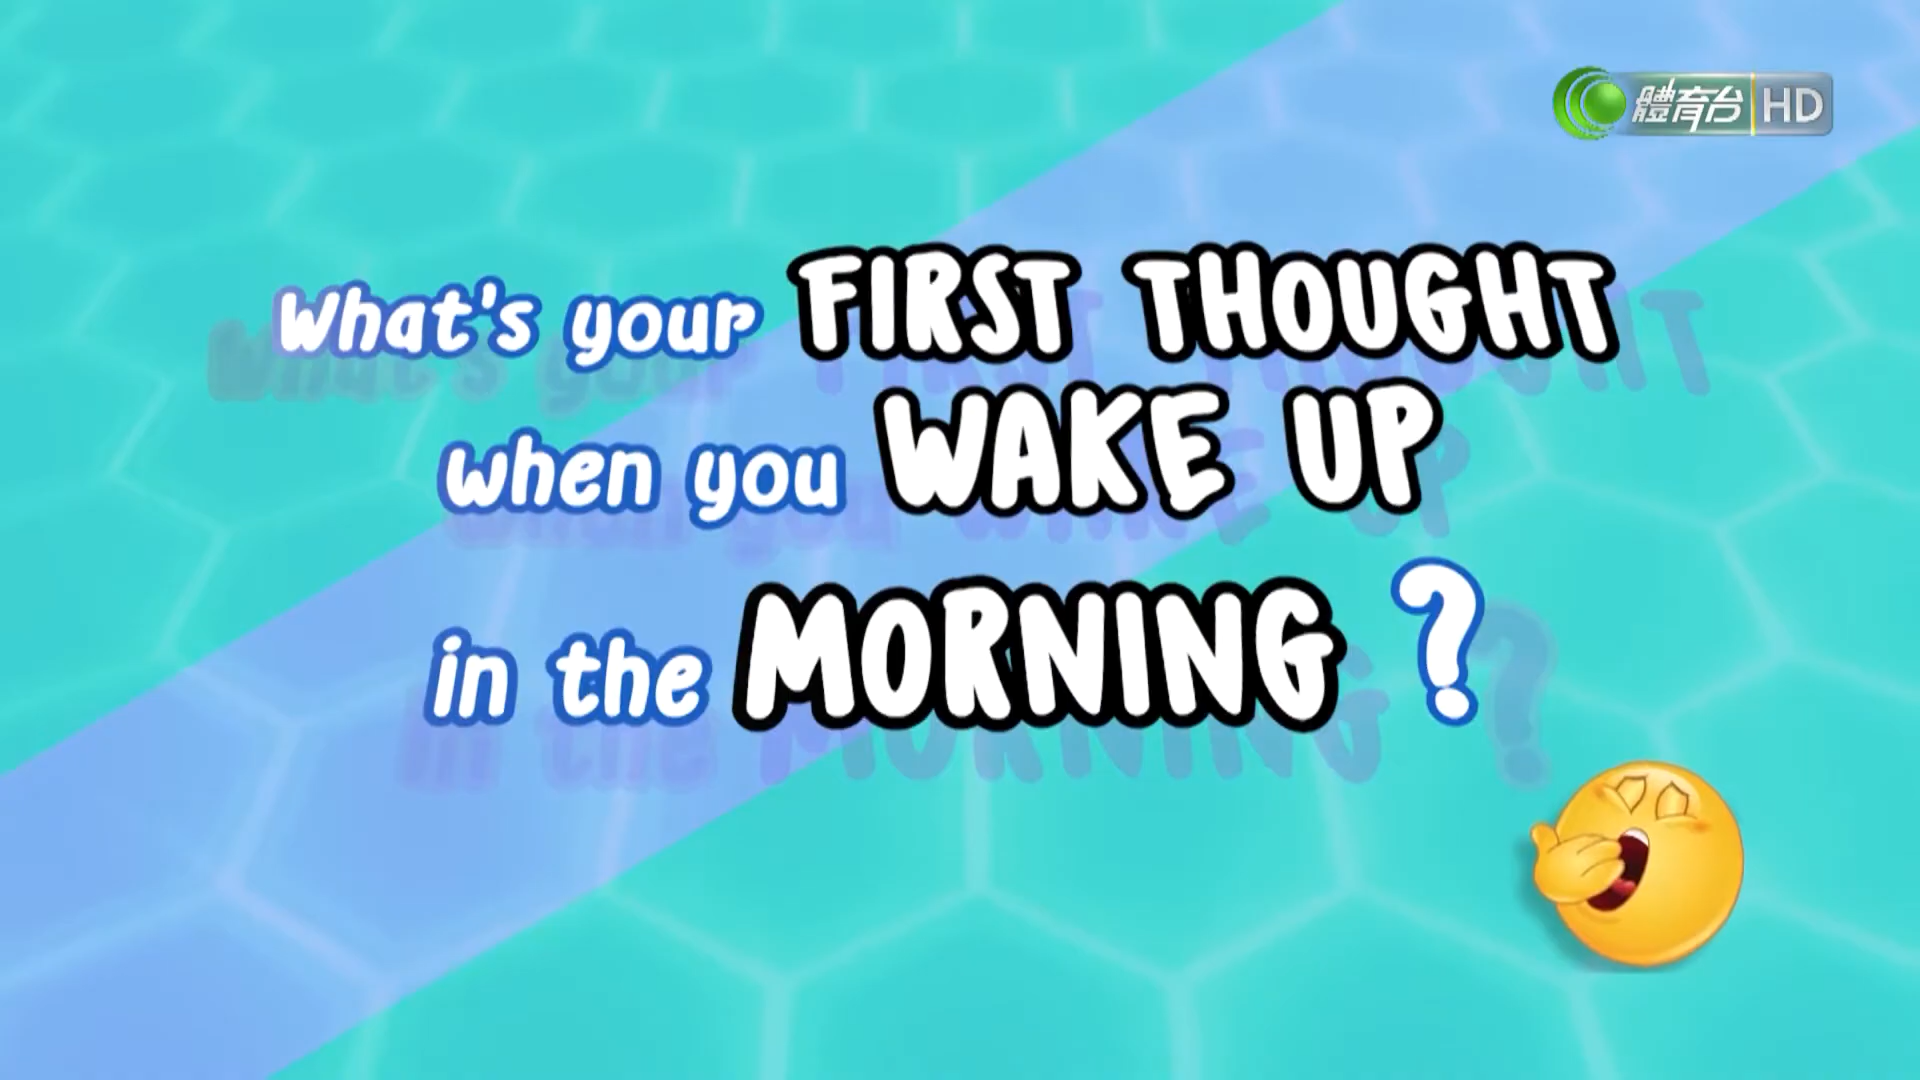 體育台 HD
What's your FIRST THOUGHT
when you WAKE UP
in the MORNING ?